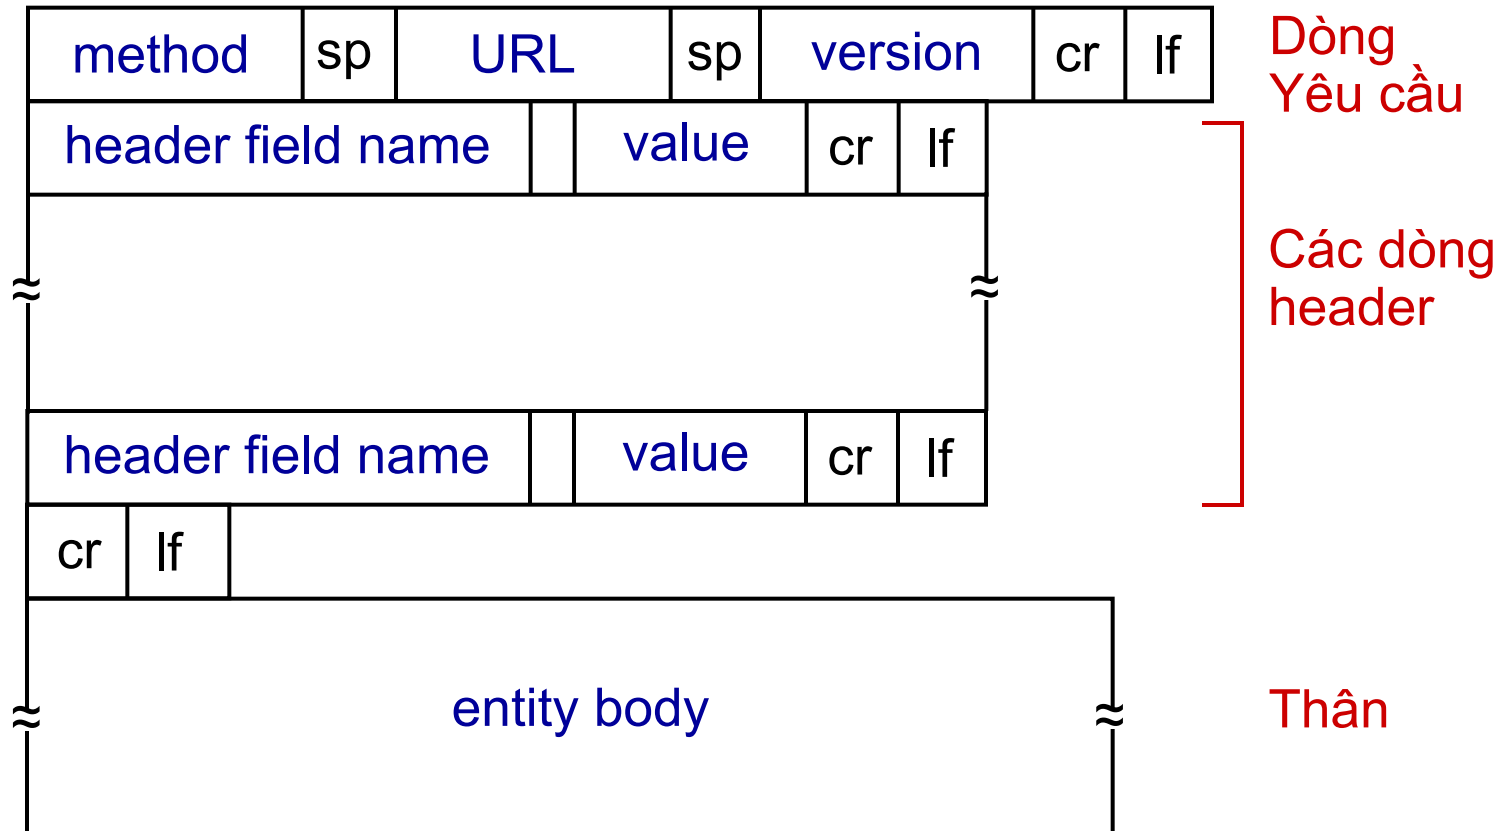 method sp URL sp version cr lf
Dòng
Yêu cầu
header field name value cr lf
Các dòng
header
header field name value cr lf
cr lf
entity body
Thân